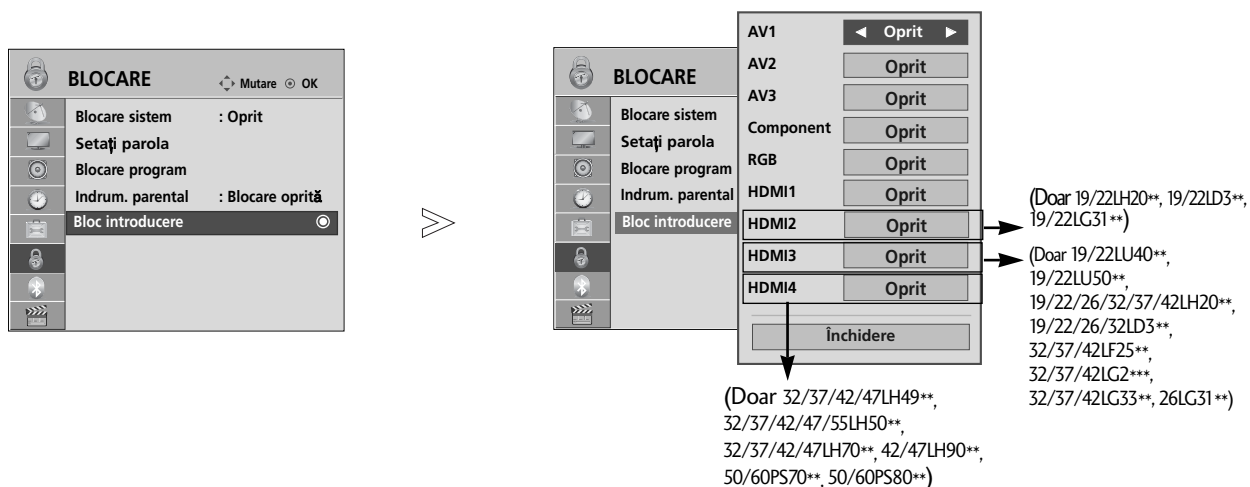 BLOCARE
Mutare OK
Blocare sistem : Oprit
Setaţi parola
Blocare program
Indrum. parental : Blocare oprită
Bloc introducere
BLOCARE
Blocare sistem
Setaţi parola
Blocare program
Indrum. parental
Bloc introducere
AV1 ◄ Oprit ►
AV2 Oprit
AV3 Oprit
Component Oprit
RGB Oprit
HDMI1 Oprit
HDMI2 Oprit
HDMI3 Oprit
HDMI4 Oprit
Închidere
(Doar 19/22LH20**, 19/22LD3**,
19/22LG31**)
(Doar 19/22LU40**,
19/22LU50**,
19/22/26/32/37/42LH20**,
19/22/26/32LD3**,
32/37/42LF25**,
32/37/42LG2***,
32/37/42LG33**, 26LG31**)
(Doar 32/37/42/47LH49**,
32/37/42/47/55LH50**,
32/37/42/47LH70**, 42/47LH90**,
50/60PS70**, 50/60PS80**)